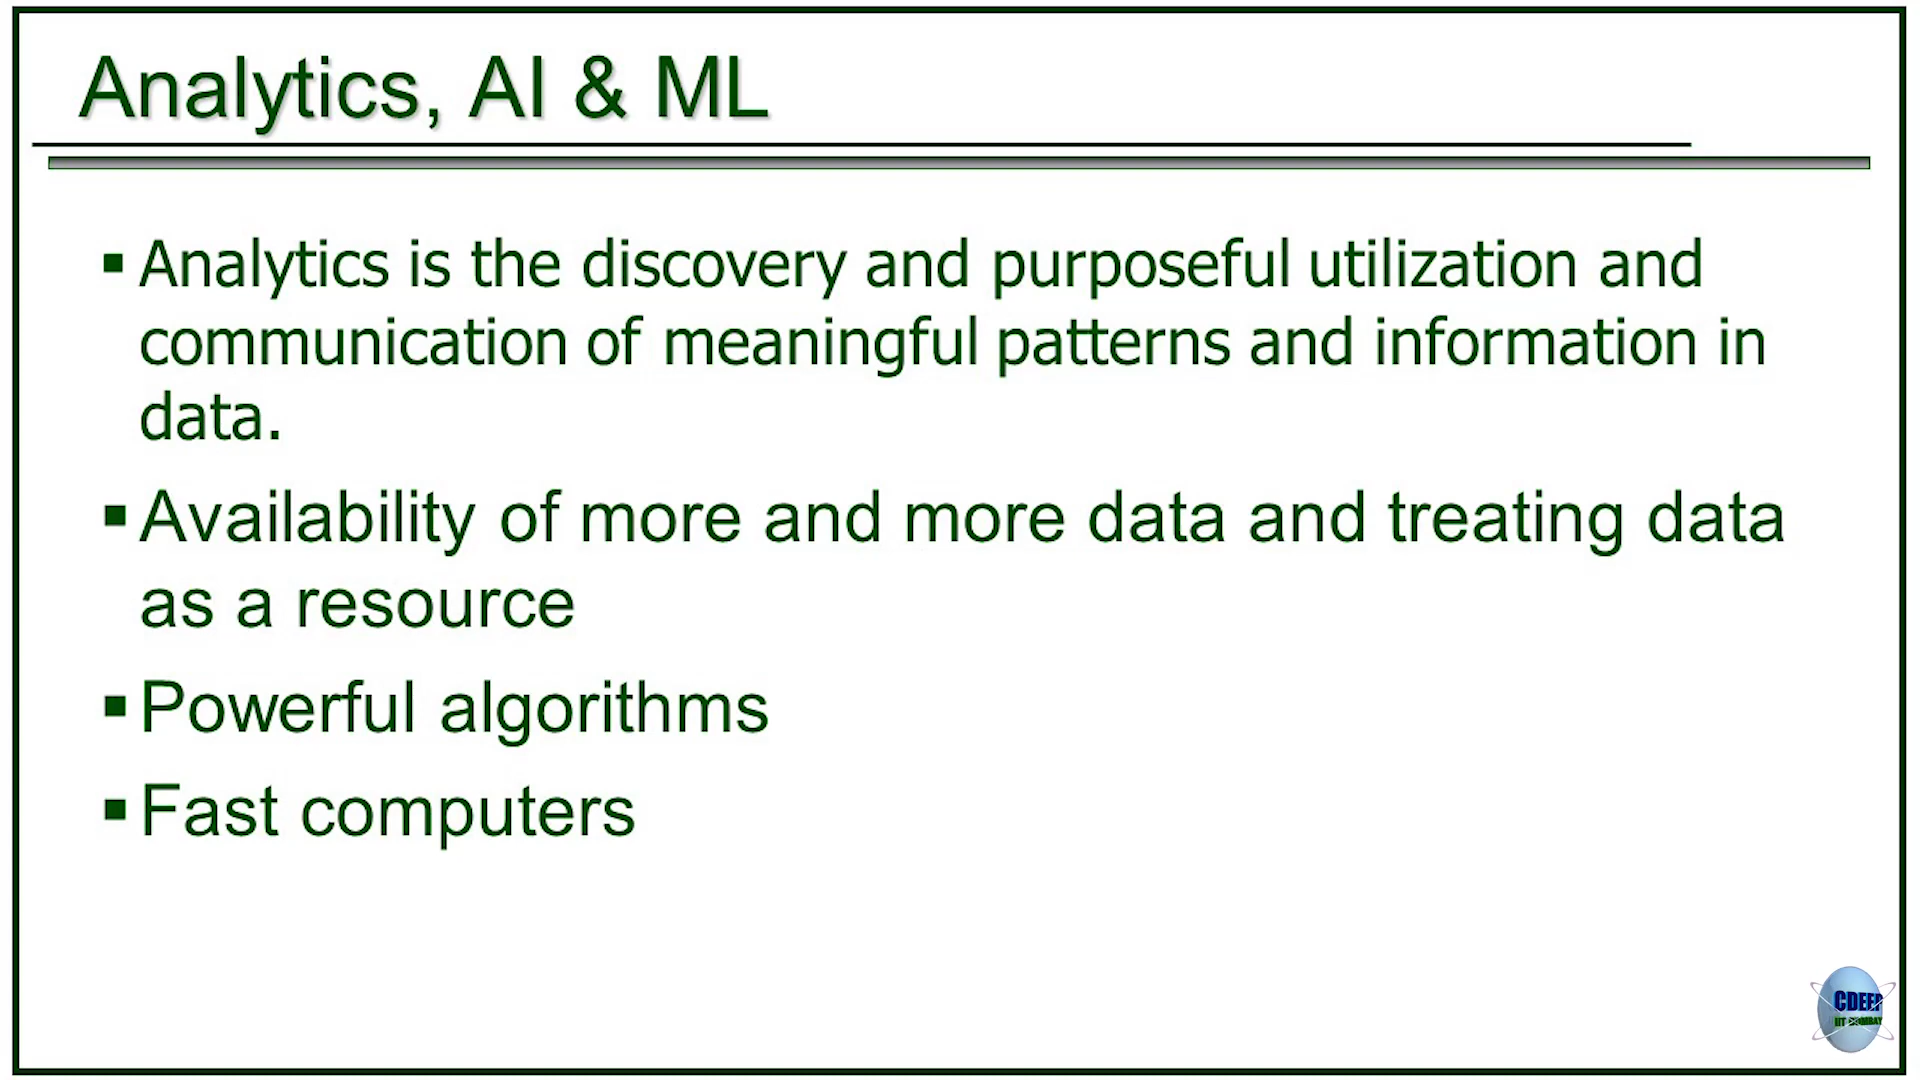 Analytics, AI & ML
▪ Analytics is the discovery and purposeful utilization and
communication of meaningful patterns and information in
data.
▪ Availability of more and more data and treating data
as a resource
▪ Powerful algorithms
▪ Fast computers
CDEEP
IIT BOMBAY